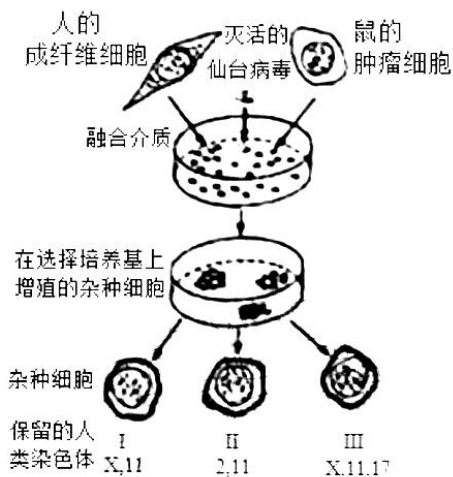 人的
成纤维细胞
灭活的
仙台病毒
鼠的
肿瘤细胞
融合介质
在选择培养基上
增殖的杂种细胞
杂种细胞
保留的人
类染色体
I II III
X,11 2,11 X.11.17